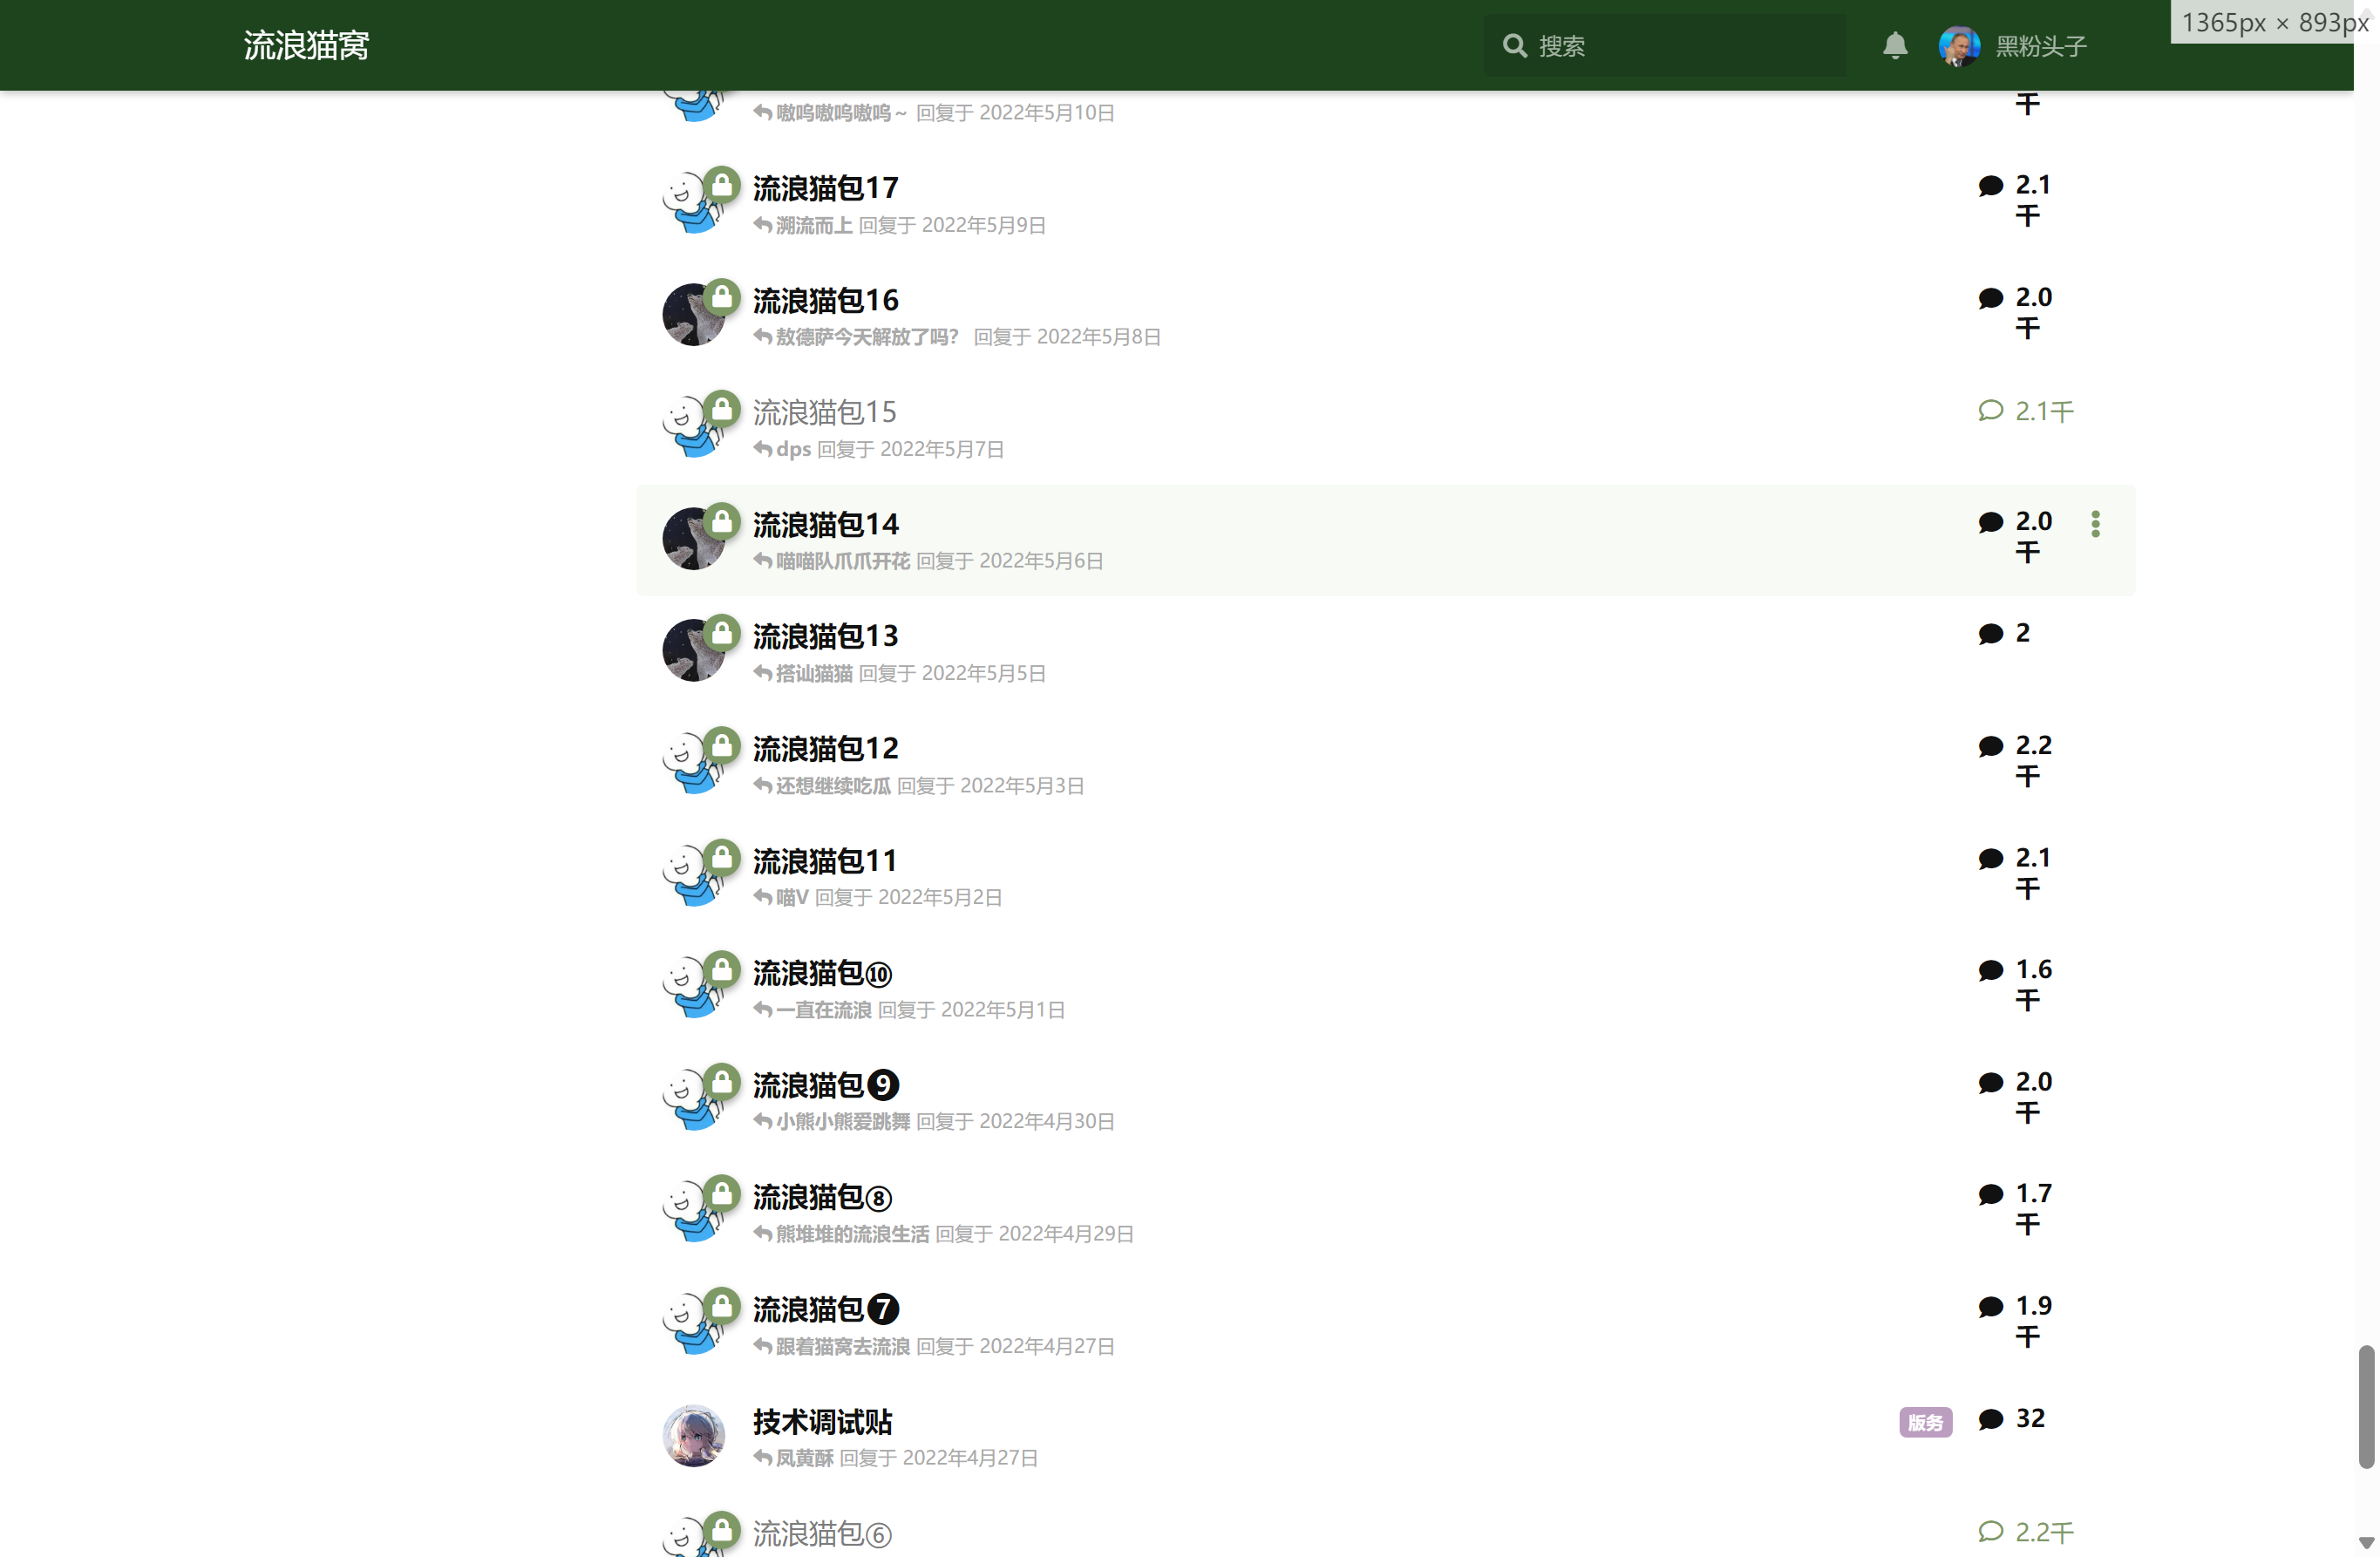 流浪猫窝
搜索
黑粉头子
1365px × 893px
嗷呜嗷呜嗷呜~ 回复于 2022年5月10日
千
流浪猫包17
溯流而上 回复于 2022年5月9日
2.1
千
流浪猫包16
敖德萨今天解放了吗？ 回复于 2022年5月8日
2.0
千
流浪猫包15
dps 回复于 2022年5月7日
2.1千
流浪猫包14
喵喵队爪爪开花 回复于 2022年5月6日
2.0
千
流浪猫包13
搭讪猫猫 回复于 2022年5月5日
2
流浪猫包12
还想继续吃瓜 回复于 2022年5月3日
2.2
千
流浪猫包11
喵V 回复于 2022年5月2日
2.1
千
流浪猫包⑩
一直在流浪 回复于 2022年5月1日
1.6
千
流浪猫包❾
小熊小熊爱跳舞 回复于 2022年4月30日
2.0
千
流浪猫包⑧
熊堆堆的流浪生活 回复于 2022年4月29日
1.7
千
流浪猫包❼
跟着猫窝去流浪 回复于 2022年4月27日
1.9
千
技术调试贴
凤黄酥 回复于 2022年4月27日
版务
32
流浪猫包⑥
2.2千